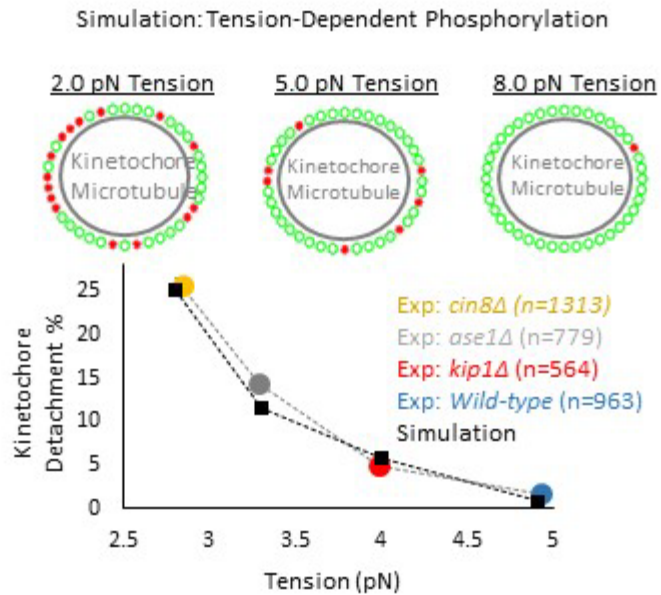 Simulation: Tension-Dependent Phosphorylation
2.0 pN Tension
5.0 pN Tension
8.0 pN Tension
Kinetochore
Microtubule
Kinetochore
Microtubule
Kinetochore
Microtubule
Kinetochore
Detachment %
25
20
15
10
5
0
Exp: cin8Δ (n=1313)
Exp: ase1Δ (n=779)
Exp: kip1Δ (n=564)
Exp: Wild-type (n=963)
Simulation
2.5
3
3.5
4
4.5
5
Tension (pN)